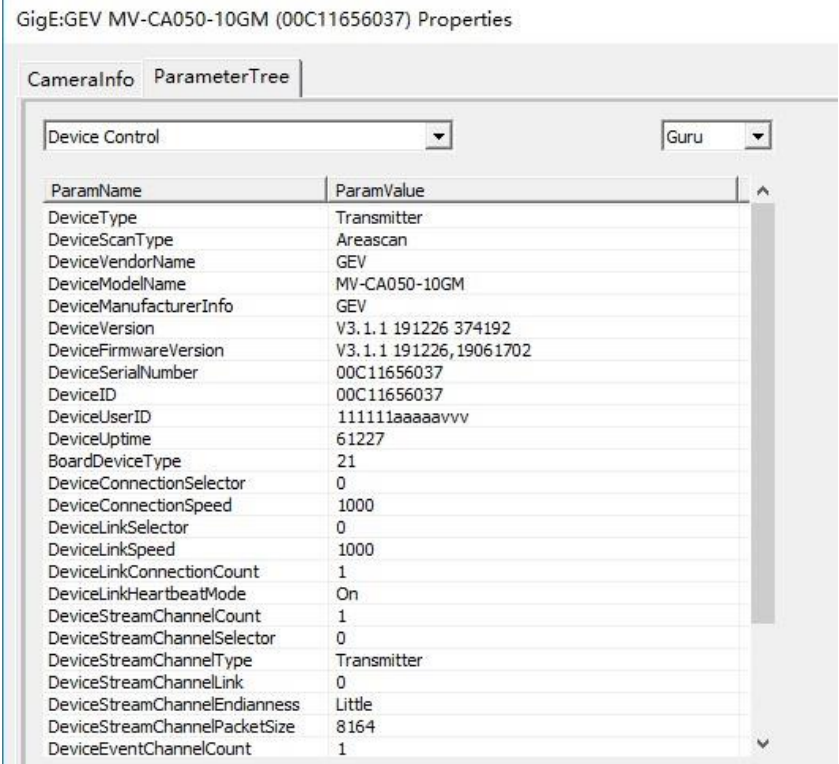 GigE:GEV MV-CA050-10GM (00C11656037) Properties
CameraInfo ParameterTree
Device Control Guru
ParamName ParamValue
DeviceType Transmitter
DeviceScanType Areascan
DeviceVendorName GEV
DeviceModelName MV-CA050-10GM
DeviceManufacturerInfo GEV
DeviceVersion V3.1.1 191226 374192
DeviceFirmwareVersion V3.1.1 191226,19061702
DeviceSerialNumber 00C11656037
DeviceID 00C11656037
DeviceUserID 111111aaaaavvv
DeviceUptime 61227
BoardDeviceType 21
DeviceConnectionSelector 0
DeviceConnectionSpeed 1000
DeviceLinkSelector 0
DeviceLinkSpeed 1000
DeviceLinkConnectionCount 1
DeviceLinkHeartbeatMode On
DeviceStreamChannelCount 1
DeviceStreamChannelSelector 0
DeviceStreamChannelType Transmitter
DeviceStreamChannelLink 0
DeviceStreamChannelEndianness Little
DeviceStreamChannelPacketSize 8164
DeviceEventChannelCount 1